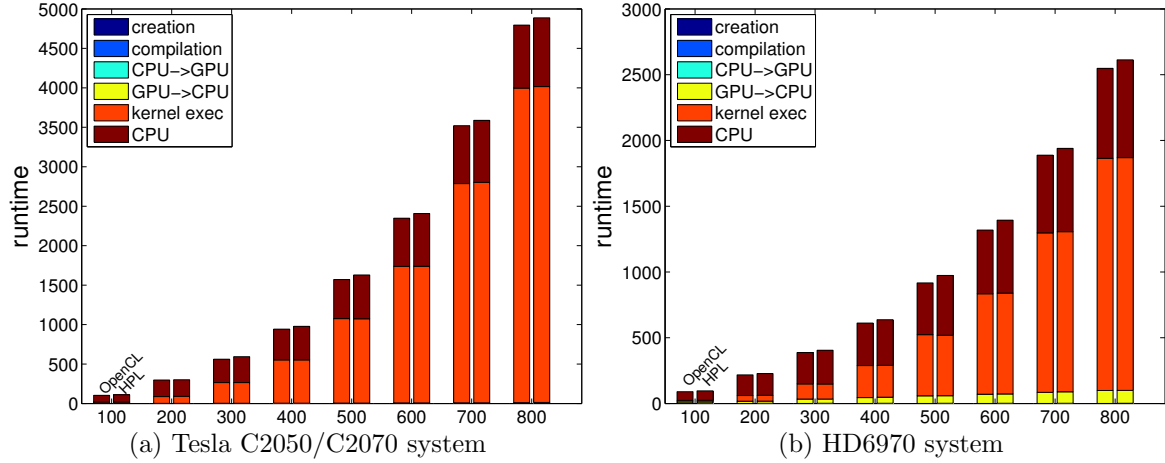 5000
4500
4000
3500
3000
2500
2000
1500
1000
500
0
runtime
creation
compilation
CPU->GPU
GPU->CPU
kernel exec
CPU
OpenCL
HPL
100 200 300 400 500 600 700 800
(a) Tesla C2050/C2070 system
3000
2500
2000
1500
1000
500
0
runtime
creation
compilation
CPU->GPU
GPU->CPU
kernel exec
CPU
OpenCL
HPL
100 200 300 400 500 600 700 800
(b) HD6970 system